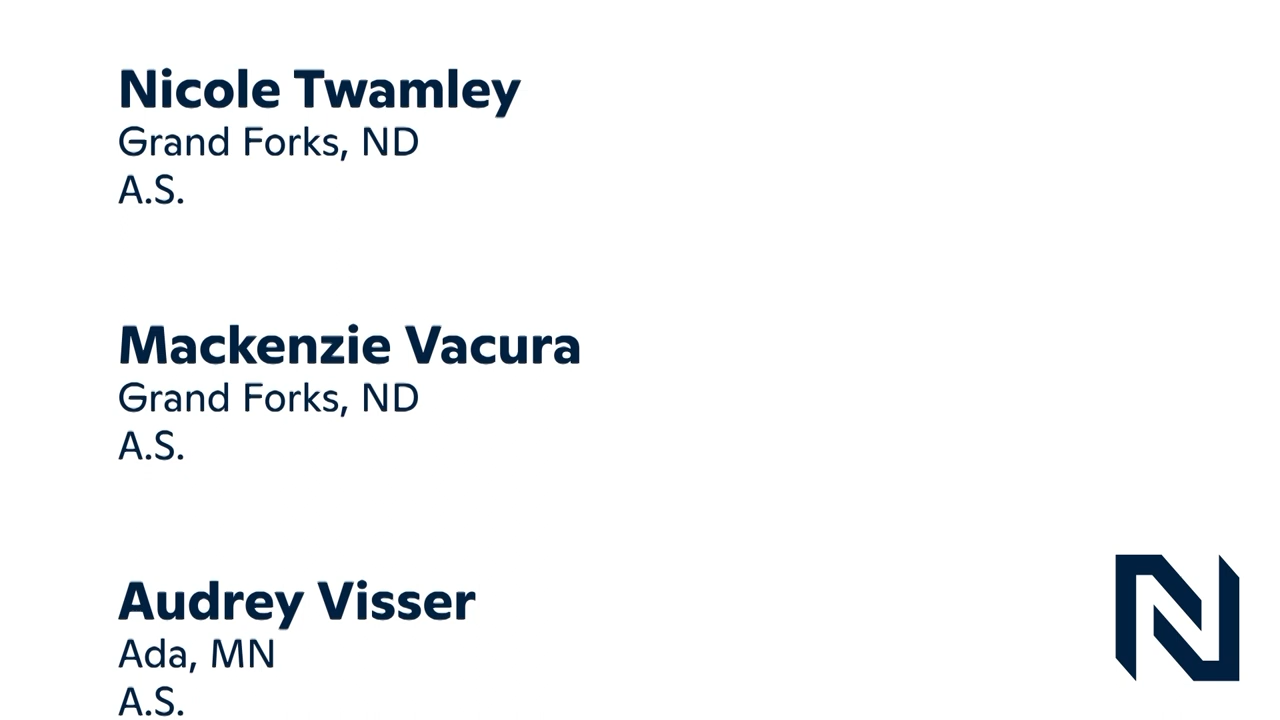 Nicole Twamley
Grand Forks, ND
A.S.
Mackenzie Vacura
Grand Forks, ND
A.S.
Audrey Visser
Ada, MN
A.S.
N